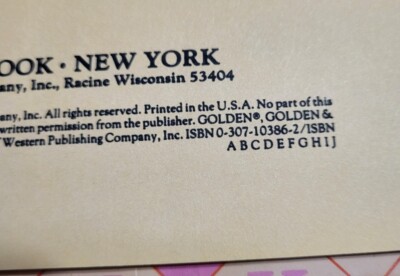 OOK • NEW YORK
any, Inc., Racine Wisconsin 53404
any, Inc. All rights reserved. Printed in the U.S.A. No part of this
written permission from the publisher. GOLDEN®, GOLDEN &
Western Publishing Company, Inc. ISBN 0-307-10386-2/ISBN
A B C D E F G H I J